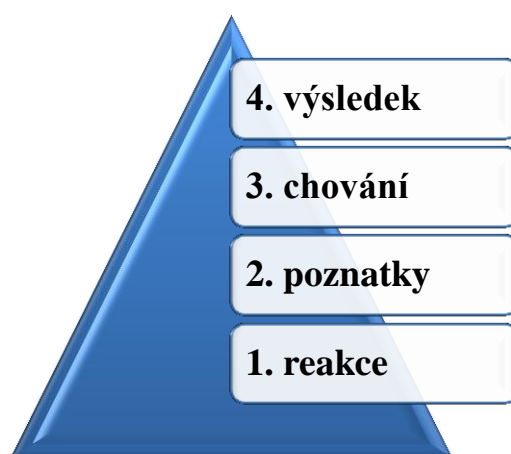 4. výsledek
3. chování
2. poznatky
1. reakce